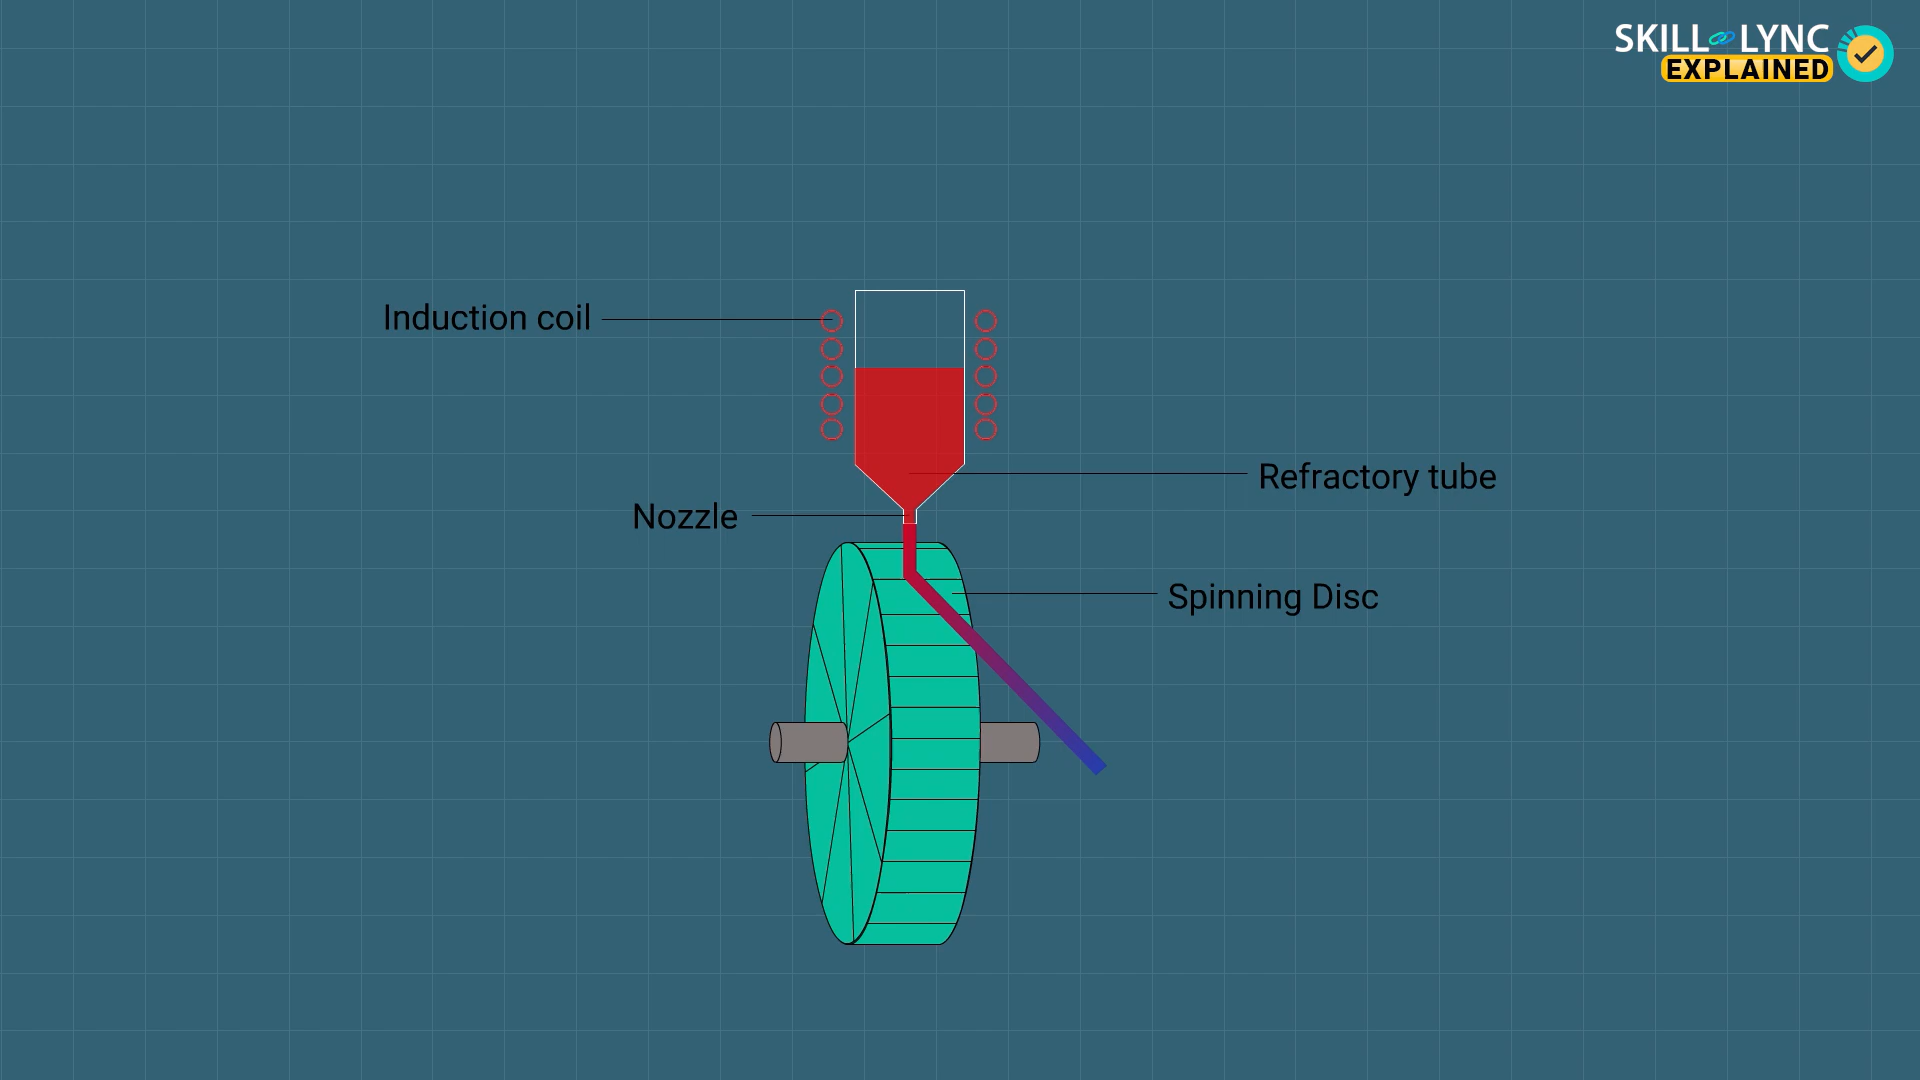 SKILL LYNC
EXPLAINED
Induction coil
Refractory tube
Nozzle
Spinning Disc